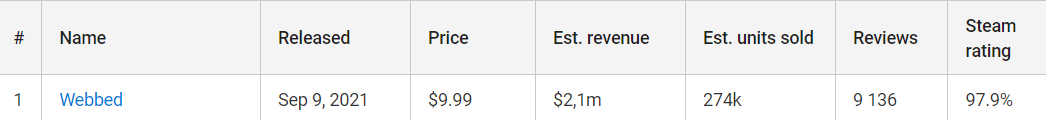 # Name Released Price Est. revenue Est. units sold Reviews Steam rating
1 Webbed Sep 9, 2021 $9.99 $2,1m 274k 9 136 97.9%